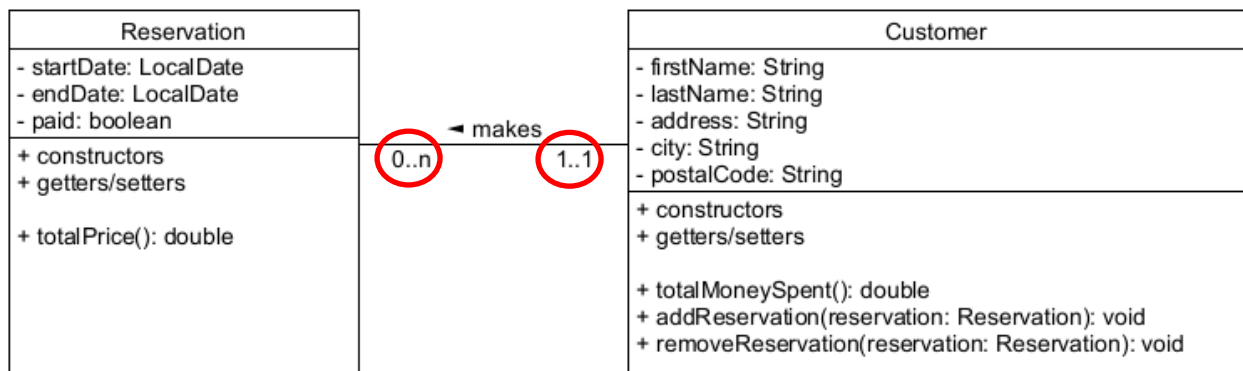 Reservation
- startDate: LocalDate
- endDate: LocalDate
- paid: boolean
+ constructors
+ getters/setters
+ totalPrice(): double
◄ makes
0..n
1..1
Customer
- firstName: String
- lastName: String
- address: String
- city: String
- postalCode: String
+ constructors
+ getters/setters
+ totalMoneySpent(): double
+ addReservation(reservation: Reservation): void
+ removeReservation(reservation: Reservation): void